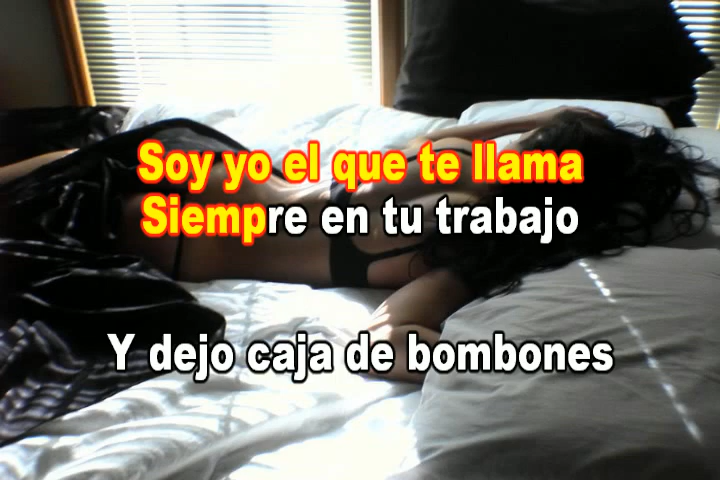 Soy yo el que te llama
Siempre en tu trabajo
Y dejo caja de bombones